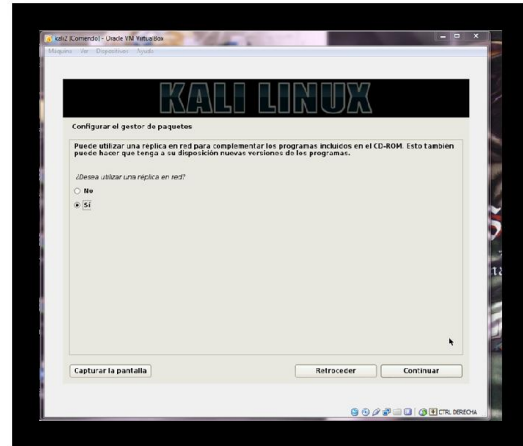 kali2 [Corriendo] - Oracle VM VirtualBox
Máquina Ver Dispositivos Ayuda
KALI LINUX
Configurar el gestor de paquetes
Puede utilizar una réplica en red para complementar los programas incluidos en el CD-ROM. Esto también
puede hacer que tenga a su disposición nuevas versiones de los programas.
¿Desea utilizar una réplica en red?
No
Sí
Capturar la pantalla
Retroceder
Continuar
CTRL DERECHA